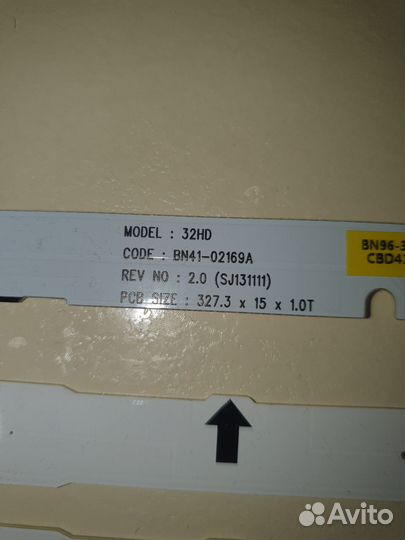 MODEL : 32HD
CODE : BN41-02169A
REV NO : 2.0 (SJ131111)
PCB SIZE : 327.3 x 15 x 1.0T
BN96-3
CBD47
Avito